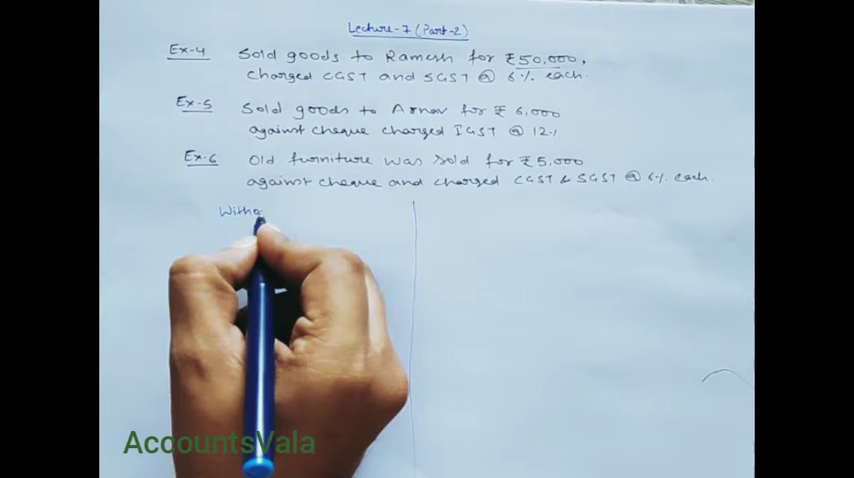 Lecture-7 (Part-2)
Ex-4 Sold goods to Ramesh for ₹50,000,
charged CGST and SGST @ 6% each.
Ex-5 Sold goods to Arnav for ₹ 6,000
against cheque charged IGST @ 12%
Ex-6 Old furniture was sold for ₹5,000
against cheque and charged CGST & SGST @ 6% each.
Witho
AccountsVala